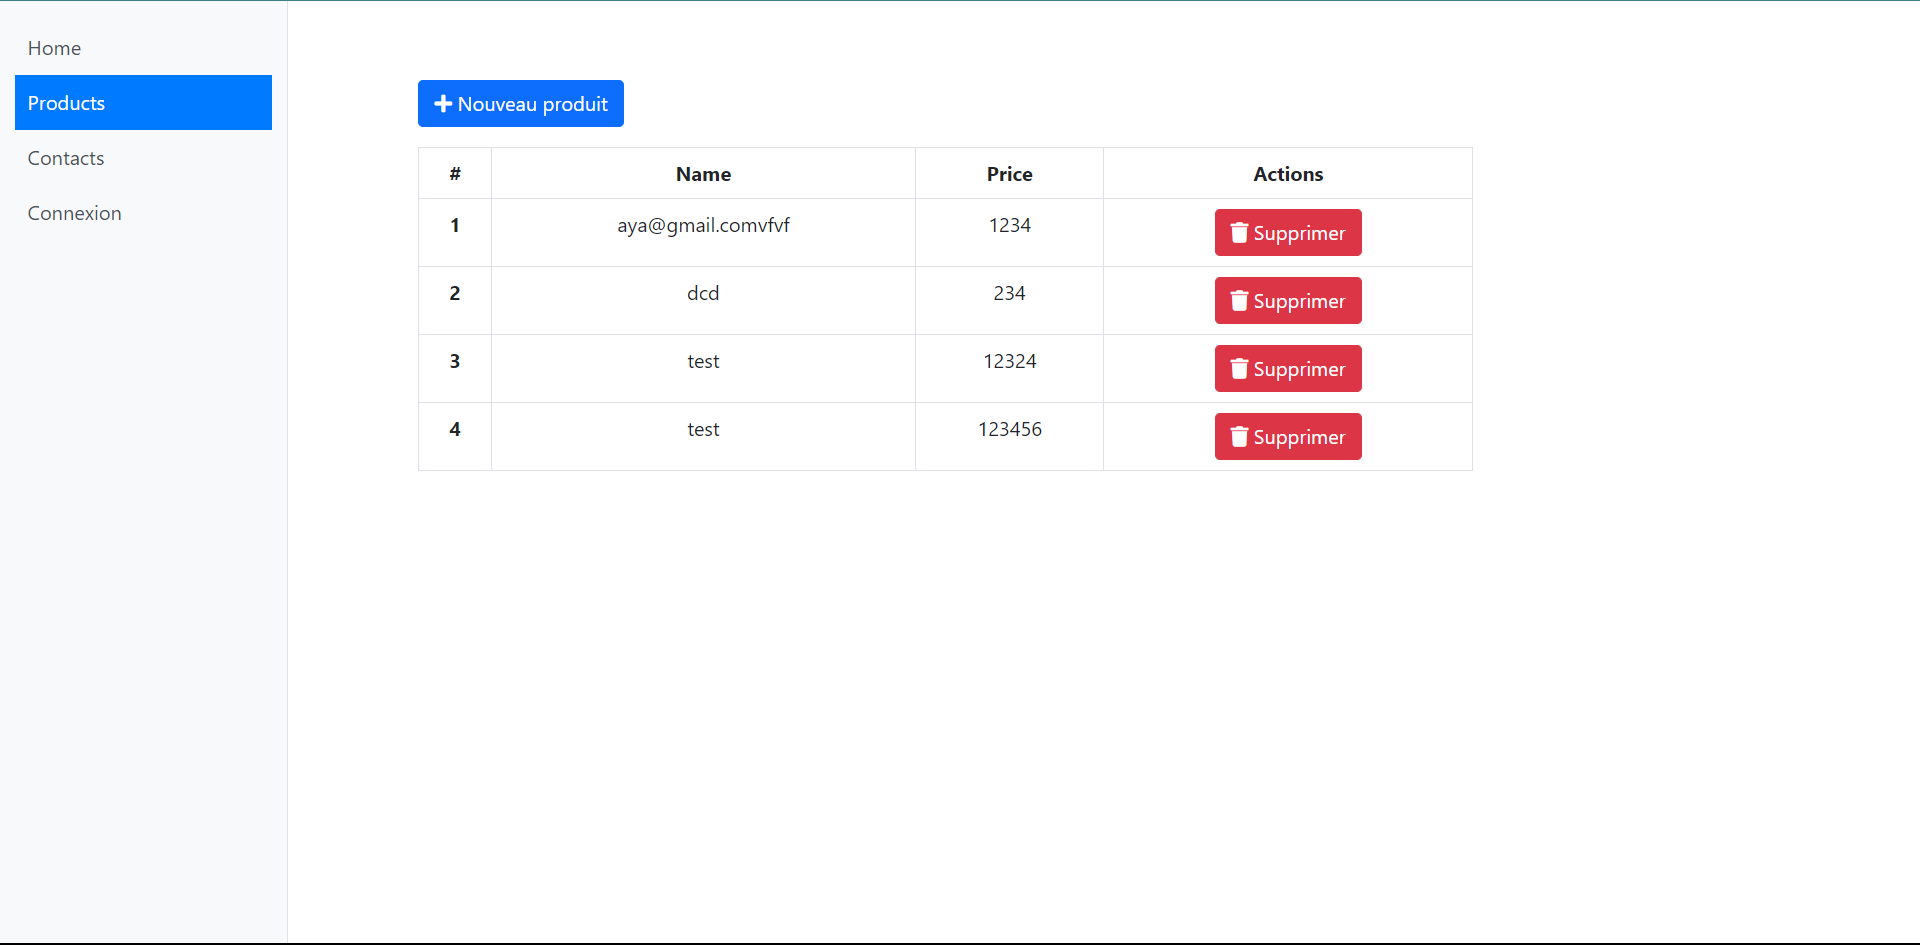 Home
Products
Contacts
Connexion
Nouveau produit
# Name Price Actions
1 aya@gmail.comvfvf 1234 Supprimer
2 dcd 234 Supprimer
3 test 12324 Supprimer
4 test 123456 Supprimer